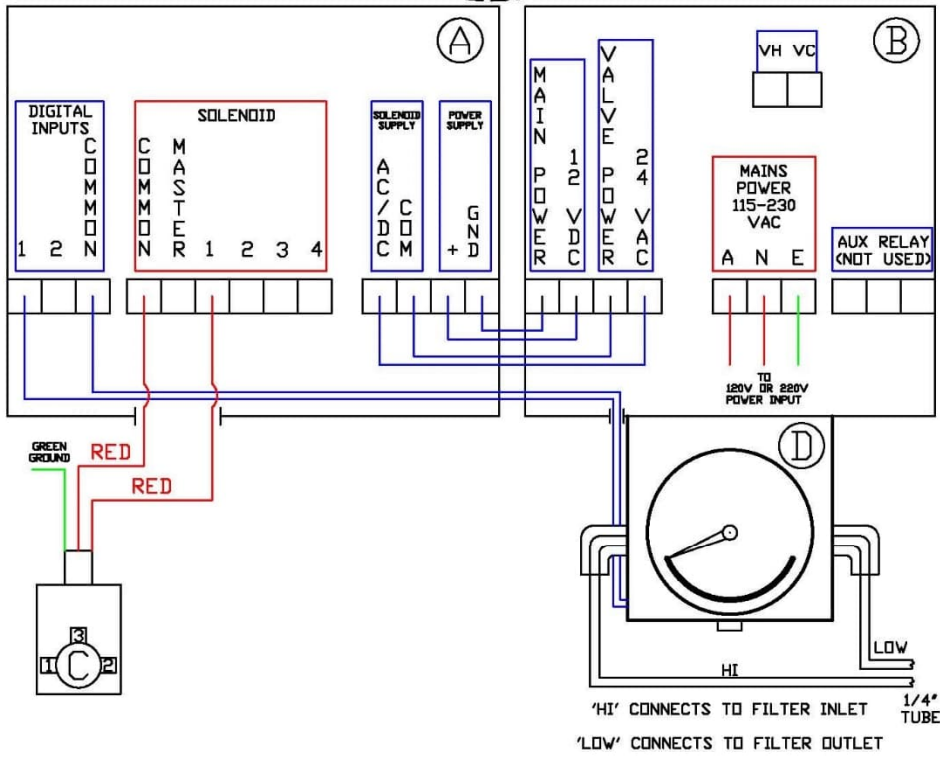 A
B
DIGITAL
INPUTS
COMMON
1 2
SOLENOID
COMMON
MASTER
1 2 3 4
SOLENOID
SUPPLY
AC/DC
COM
POWER
SUPPLY
+
GND
MAIN POWER
12 VDC
VALVE POWER
24 VAC
VH VC
MAINS
POWER
115-230
VAC
A N E
AUX RELAY
(NOT USED)
TO
120V OR 220V
POWER INPUT
GREEN
GROUND
RED
RED
D
3
1 C 2
LOW
HI
1/4"
TUBE
'HI' CONNECTS TO FILTER INLET
'LOW' CONNECTS TO FILTER OUTLET